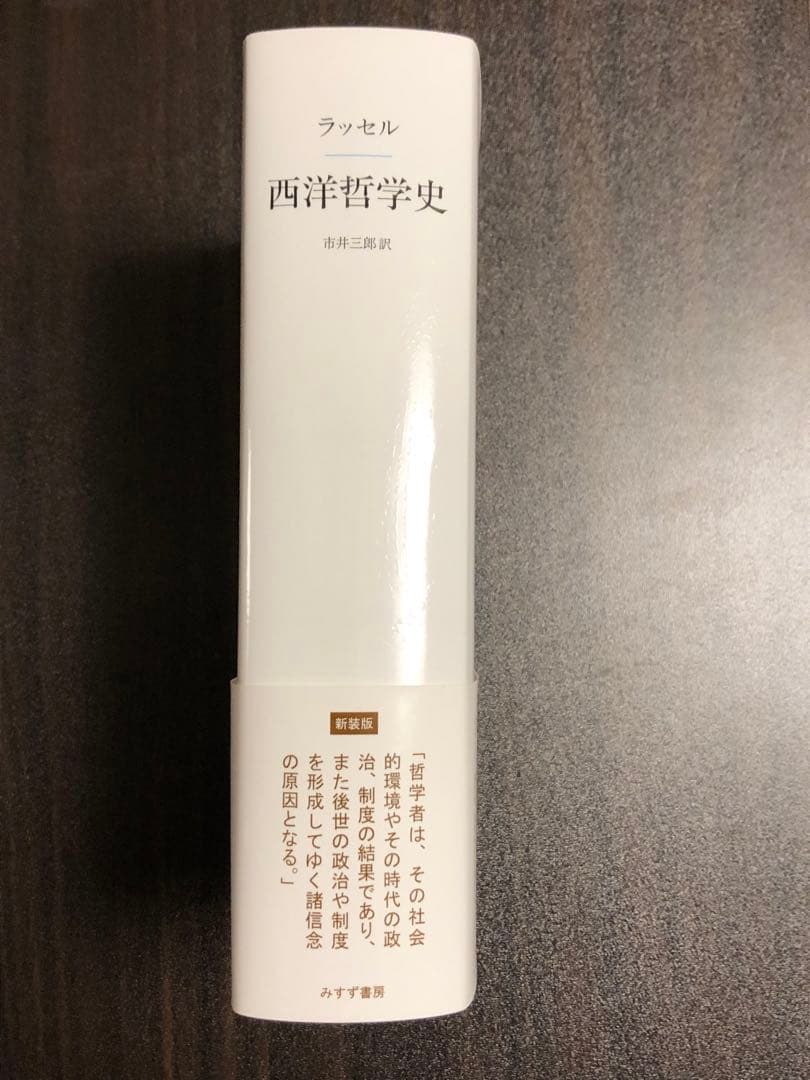 ラッセル
西洋哲学史
市井三郎 訳
新装版
「哲学者は、その社会
的環境やその時代の政
治、制度の結果であり、
また後世の政治や制度
を形成してゆく諸信念
の原因となる。」
みすず書房